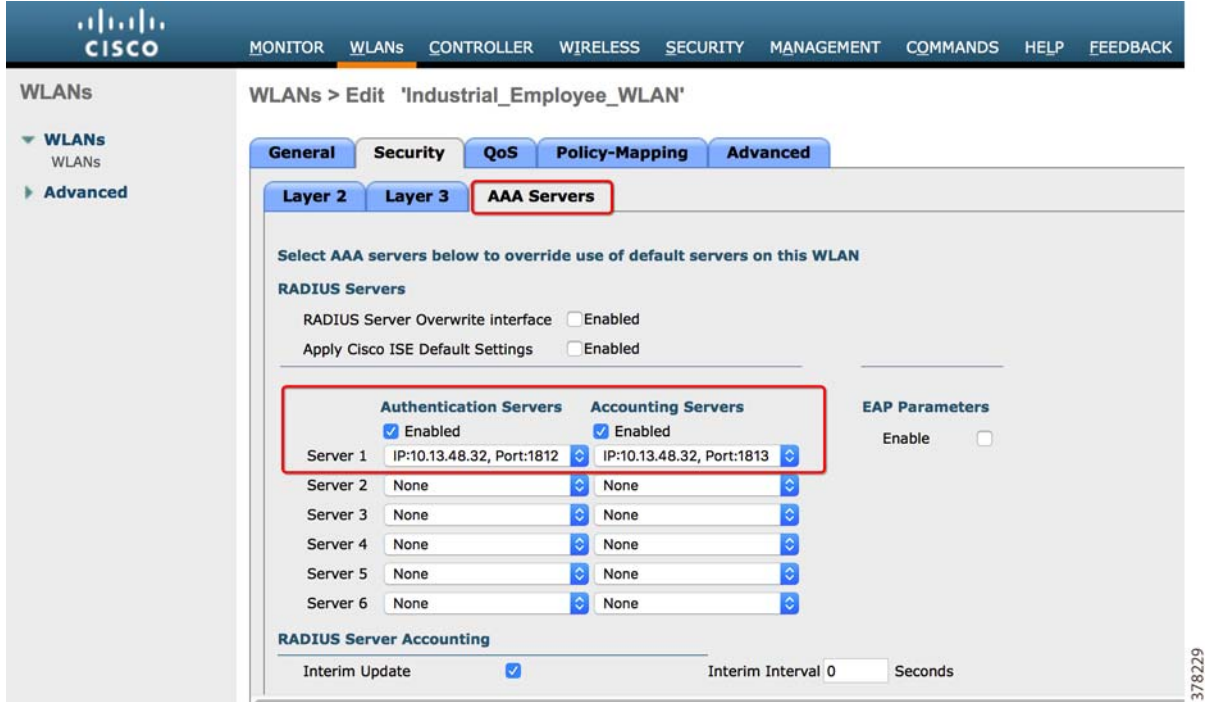 CISCO
MONITOR WLANs CONTROLLER WIRELESS SECURITY MANAGEMENT COMMANDS HELP FEEDBACK
WLANs
WLANs > Edit 'Industrial_Employee_WLAN'
WLANs
WLANs
Advanced
General Security QoS Policy-Mapping Advanced
Layer 2 Layer 3 AAA Servers
Select AAA servers below to override use of default servers on this WLAN
RADIUS Servers
RADIUS Server Overwrite interface Enabled
Apply Cisco ISE Default Settings Enabled
Authentication Servers Accounting Servers EAP Parameters
Enabled Enabled Enable
Server 1 IP:10.13.48.32, Port:1812 IP:10.13.48.32, Port:1813
Server 2 None None
Server 3 None None
Server 4 None None
Server 5 None None
Server 6 None None
RADIUS Server Accounting
Interim Update Interim Interval 0 Seconds
378229